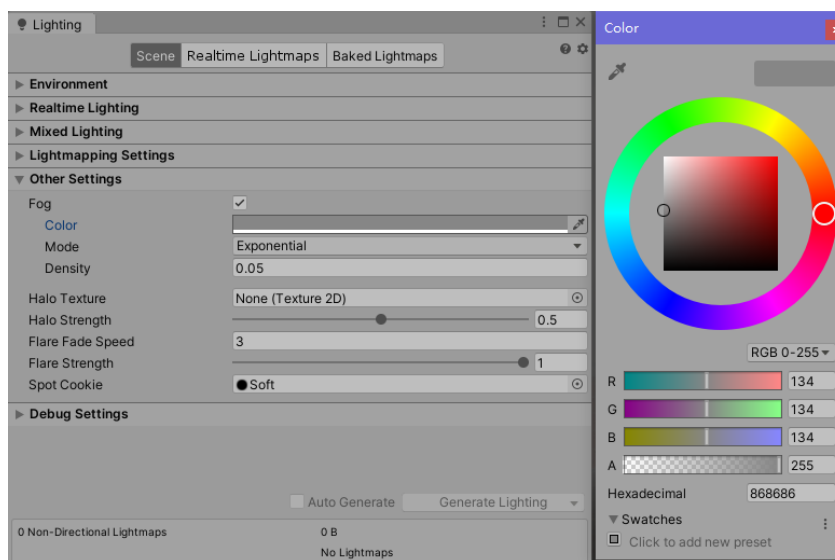 Lighting
Scene Realtime Lightmaps Baked Lightmaps
Environment
Realtime Lighting
Mixed Lighting
Lightmapping Settings
Other Settings
Fog
Color
Mode Exponential
Density 0.05
Halo Texture None (Texture 2D)
Halo Strength 0.5
Flare Fade Speed 3
Flare Strength 1
Spot Cookie Soft
Debug Settings
Auto Generate Generate Lighting
0 Non-Directional Lightmaps 0 B
No Lightmaps
Color
RGB 0-255
R 134
G 134
B 134
A 255
Hexadecimal 868686
Swatches
Click to add new preset